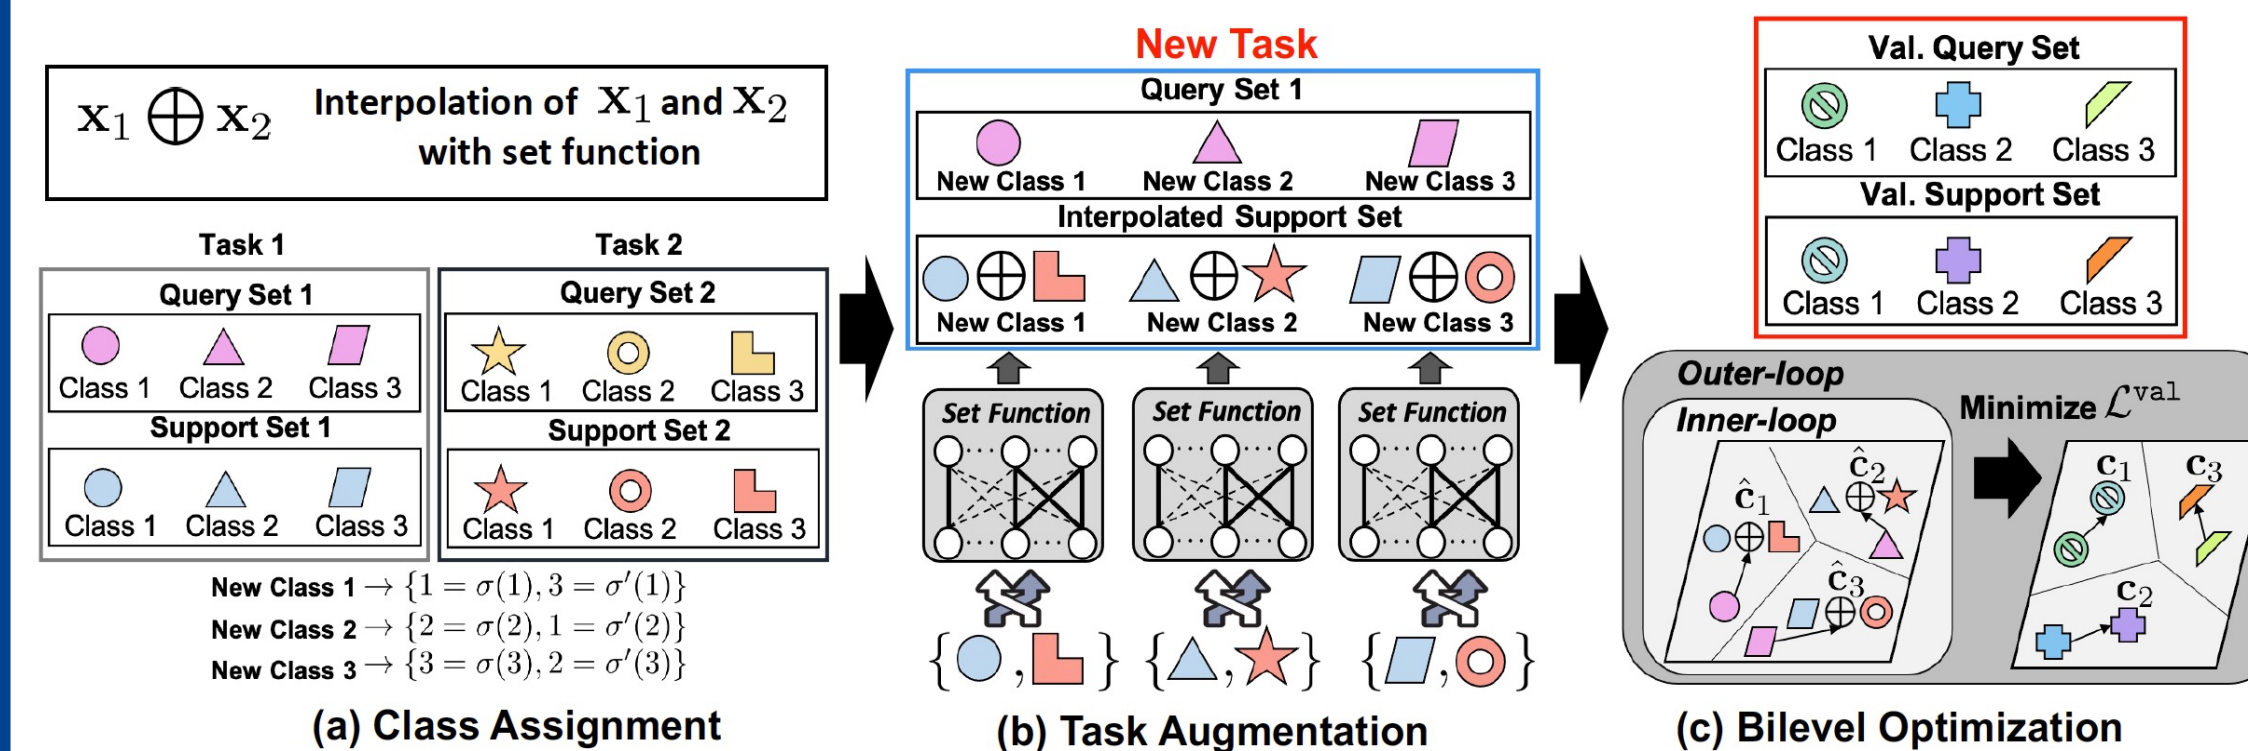 x₁ ⊕ x₂ Interpolation of x₁ and x₂
with set function
Task 1
Query Set 1
Class 1 Class 2 Class 3
Support Set 1
Class 1 Class 2 Class 3
Task 2
Query Set 2
Class 1 Class 2 Class 3
Support Set 2
Class 1 Class 2 Class 3
New Class 1 → {1 = σ(1), 3 = σ′(1)}
New Class 2 → {2 = σ(2), 1 = σ′(2)}
New Class 3 → {3 = σ(3), 2 = σ′(3)}
(a) Class Assignment
New Task
Query Set 1
New Class 1 New Class 2 New Class 3
Interpolated Support Set
⊕ ⊕ ⊕
New Class 1 New Class 2 New Class 3
Set Function Set Function Set Function
{ , } { , } { , }
(b) Task Augmentation
Val. Query Set
Class 1 Class 2 Class 3
Val. Support Set
Class 1 Class 2 Class 3
Outer-loop
Inner-loop
ĉ₁ ⊕
ĉ₂ ⊕
ĉ₃ ⊕
Minimize ℒᵛᵃˡ
c₁ c₃
c₂
(c) Bilevel Optimization